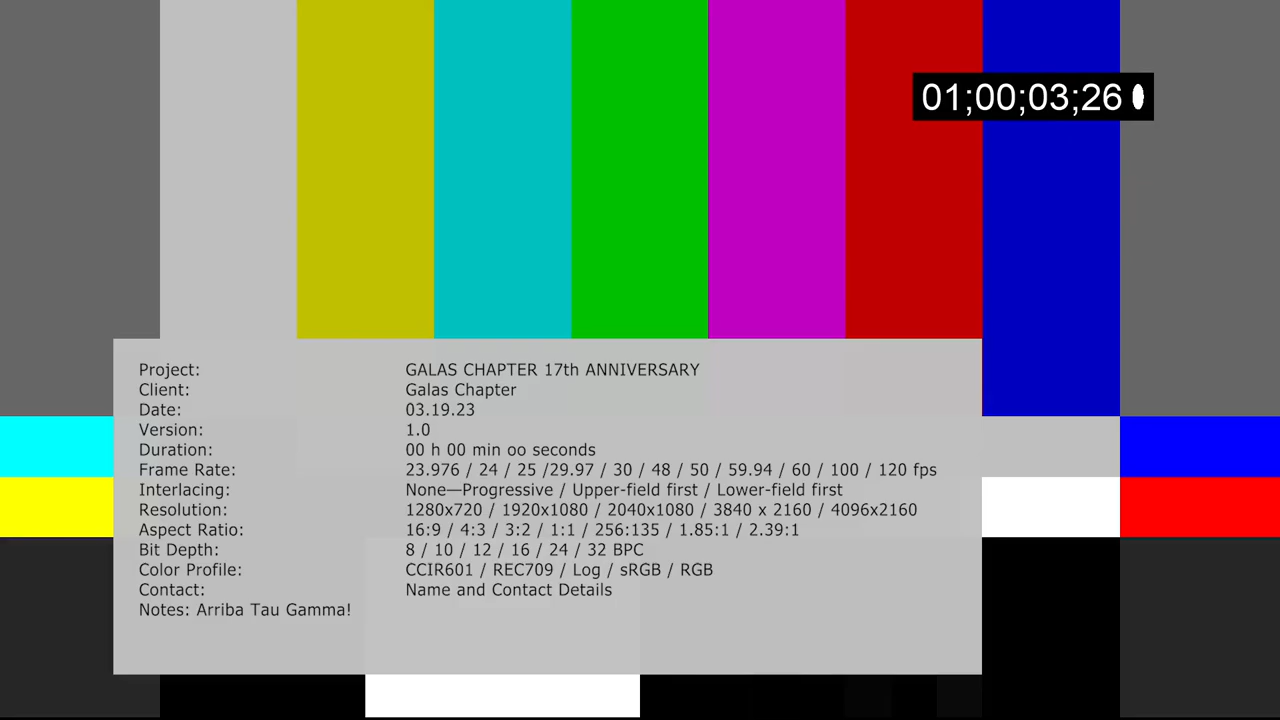 01;00;03;26
Project: GALAS CHAPTER 17th ANNIVERSARY
Client: Galas Chapter
Date: 03.19.23
Version: 1.0
Duration: 00 h 00 min oo seconds
Frame Rate: 23.976 / 24 / 25 /29.97 / 30 / 48 / 50 / 59.94 / 60 / 100 / 120 fps
Interlacing: None—Progressive / Upper-field first / Lower-field first
Resolution: 1280x720 / 1920x1080 / 2040x1080 / 3840 x 2160 / 4096x2160
Aspect Ratio: 16:9 / 4:3 / 3:2 / 1:1 / 256:135 / 1.85:1 / 2.39:1
Bit Depth: 8 / 10 / 12 / 16 / 24 / 32 BPC
Color Profile: CCIR601 / REC709 / Log / sRGB / RGB
Contact: Name and Contact Details
Notes: Arriba Tau Gamma!